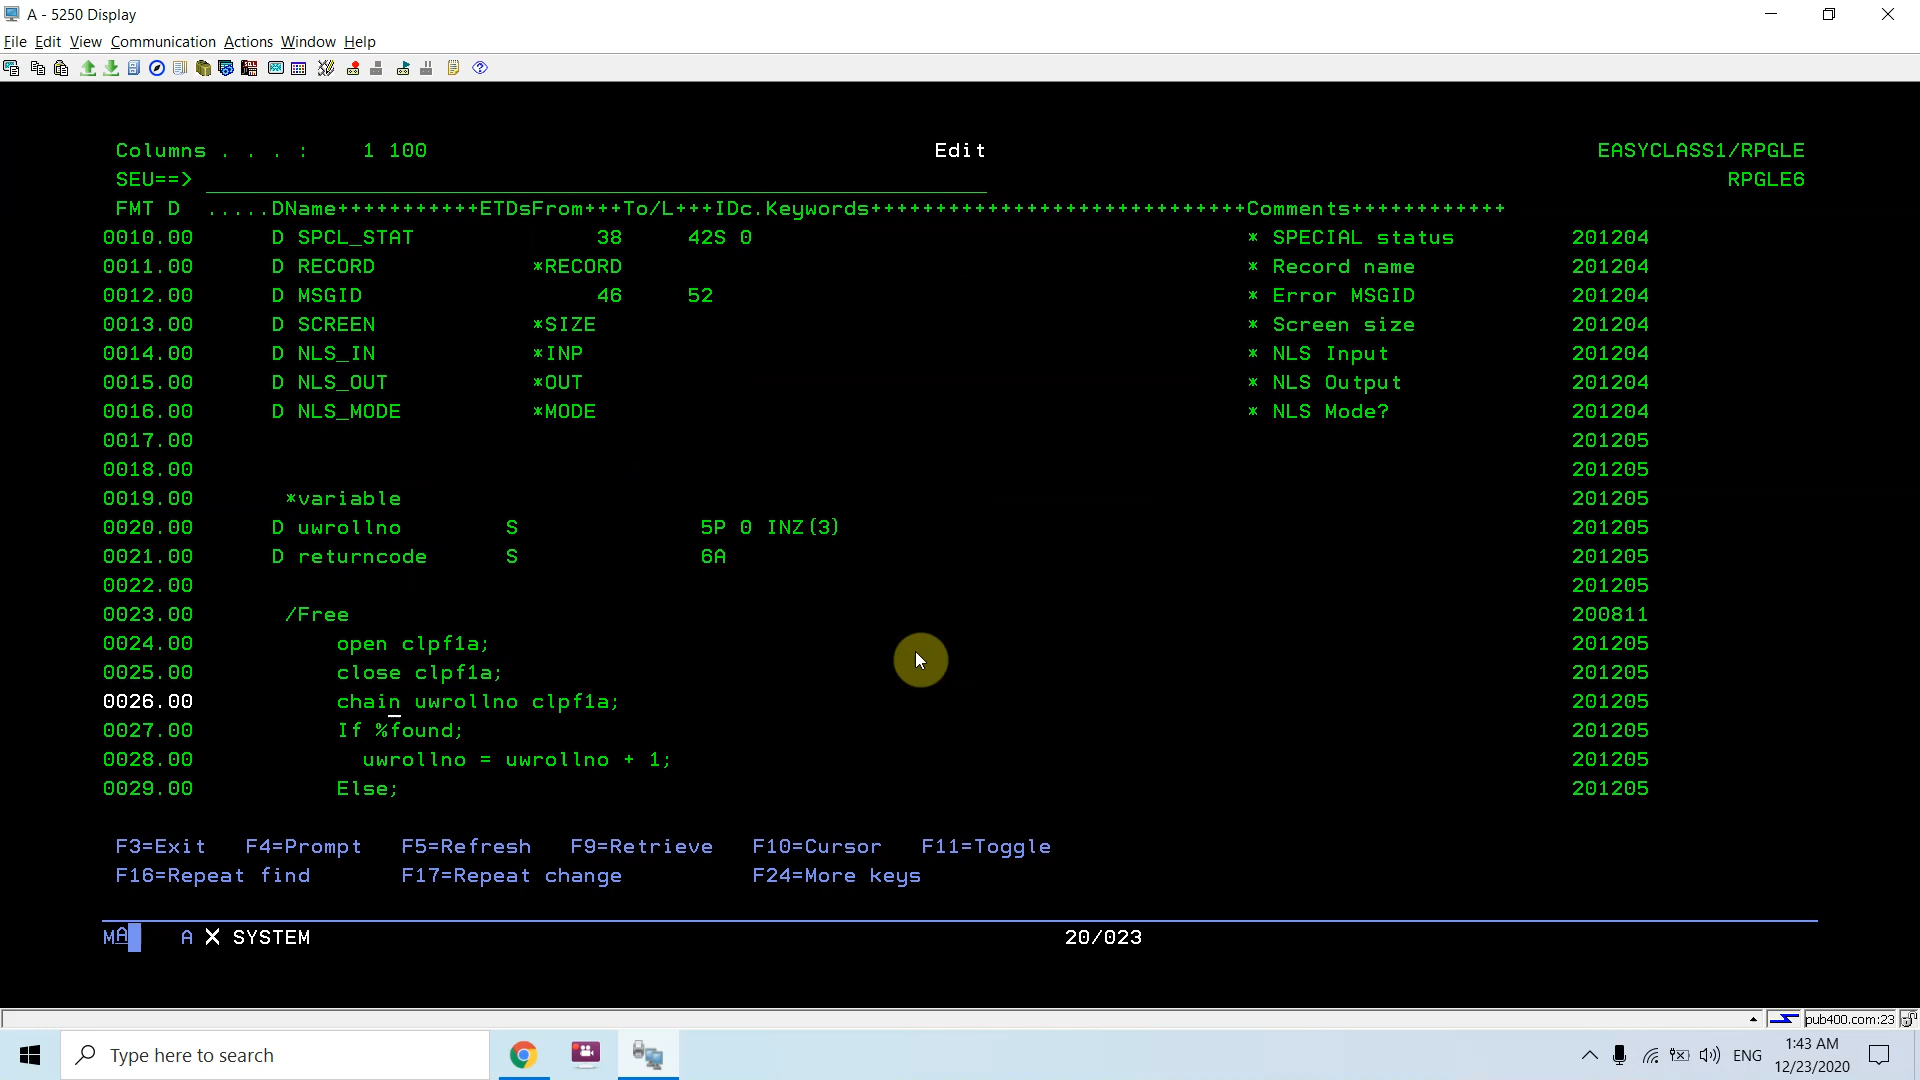 A - 5250 Display
File Edit View Communication Actions Window Help
Columns . . . :    1 100                                        Edit                                        EASYCLASS1/RPGLE
SEU==>                                                                                                      RPGLE6
FMT D  .....DName+++++++++++ETDsFrom+++To/L+++IDc.Keywords+++++++++++++++++++++++++++++Comments++++++++++++
0010.00      D SPCL_STAT              38     42S 0                                      * SPECIAL status         201204
0011.00      D RECORD            *RECORD                                                * Record name            201204
0012.00      D MSGID                  46     52                                         * Error MSGID            201204
0013.00      D SCREEN            *SIZE                                                  * Screen size            201204
0014.00      D NLS_IN            *INP                                                   * NLS Input              201204
0015.00      D NLS_OUT           *OUT                                                   * NLS Output             201204
0016.00      D NLS_MODE          *MODE                                                  * NLS Mode?              201204
0017.00                                                                                                          201205
0018.00                                                                                                          201205
0019.00       *variable                                                                                          201205
0020.00      D uwrollno        S              5P 0 INZ(3)                                                        201205
0021.00      D returncode      S              6A                                                                 201205
0022.00                                                                                                          201205
0023.00       /Free                                                                                              200811
0024.00           open clpf1a;                                                                                   201205
0025.00           close clpf1a;                                                                                  201205
0026.00           chain uwrollno clpf1a;                                                                         201205
0027.00           If %found;                                                                                     201205
0028.00             uwrollno = uwrollno + 1;                                                                     201205
0029.00           Else;                                                                                          201205
F3=Exit   F4=Prompt   F5=Refresh   F9=Retrieve   F10=Cursor   F11=Toggle
F16=Repeat find       F17=Repeat change          F24=More keys
MA    A X SYSTEM                                                          20/023
pub400.com:23
Type here to search
ENG
1:43 AM
12/23/2020